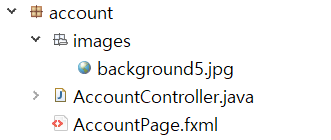 account
images
background5.jpg
AccountController.java
AccountPage.fxml